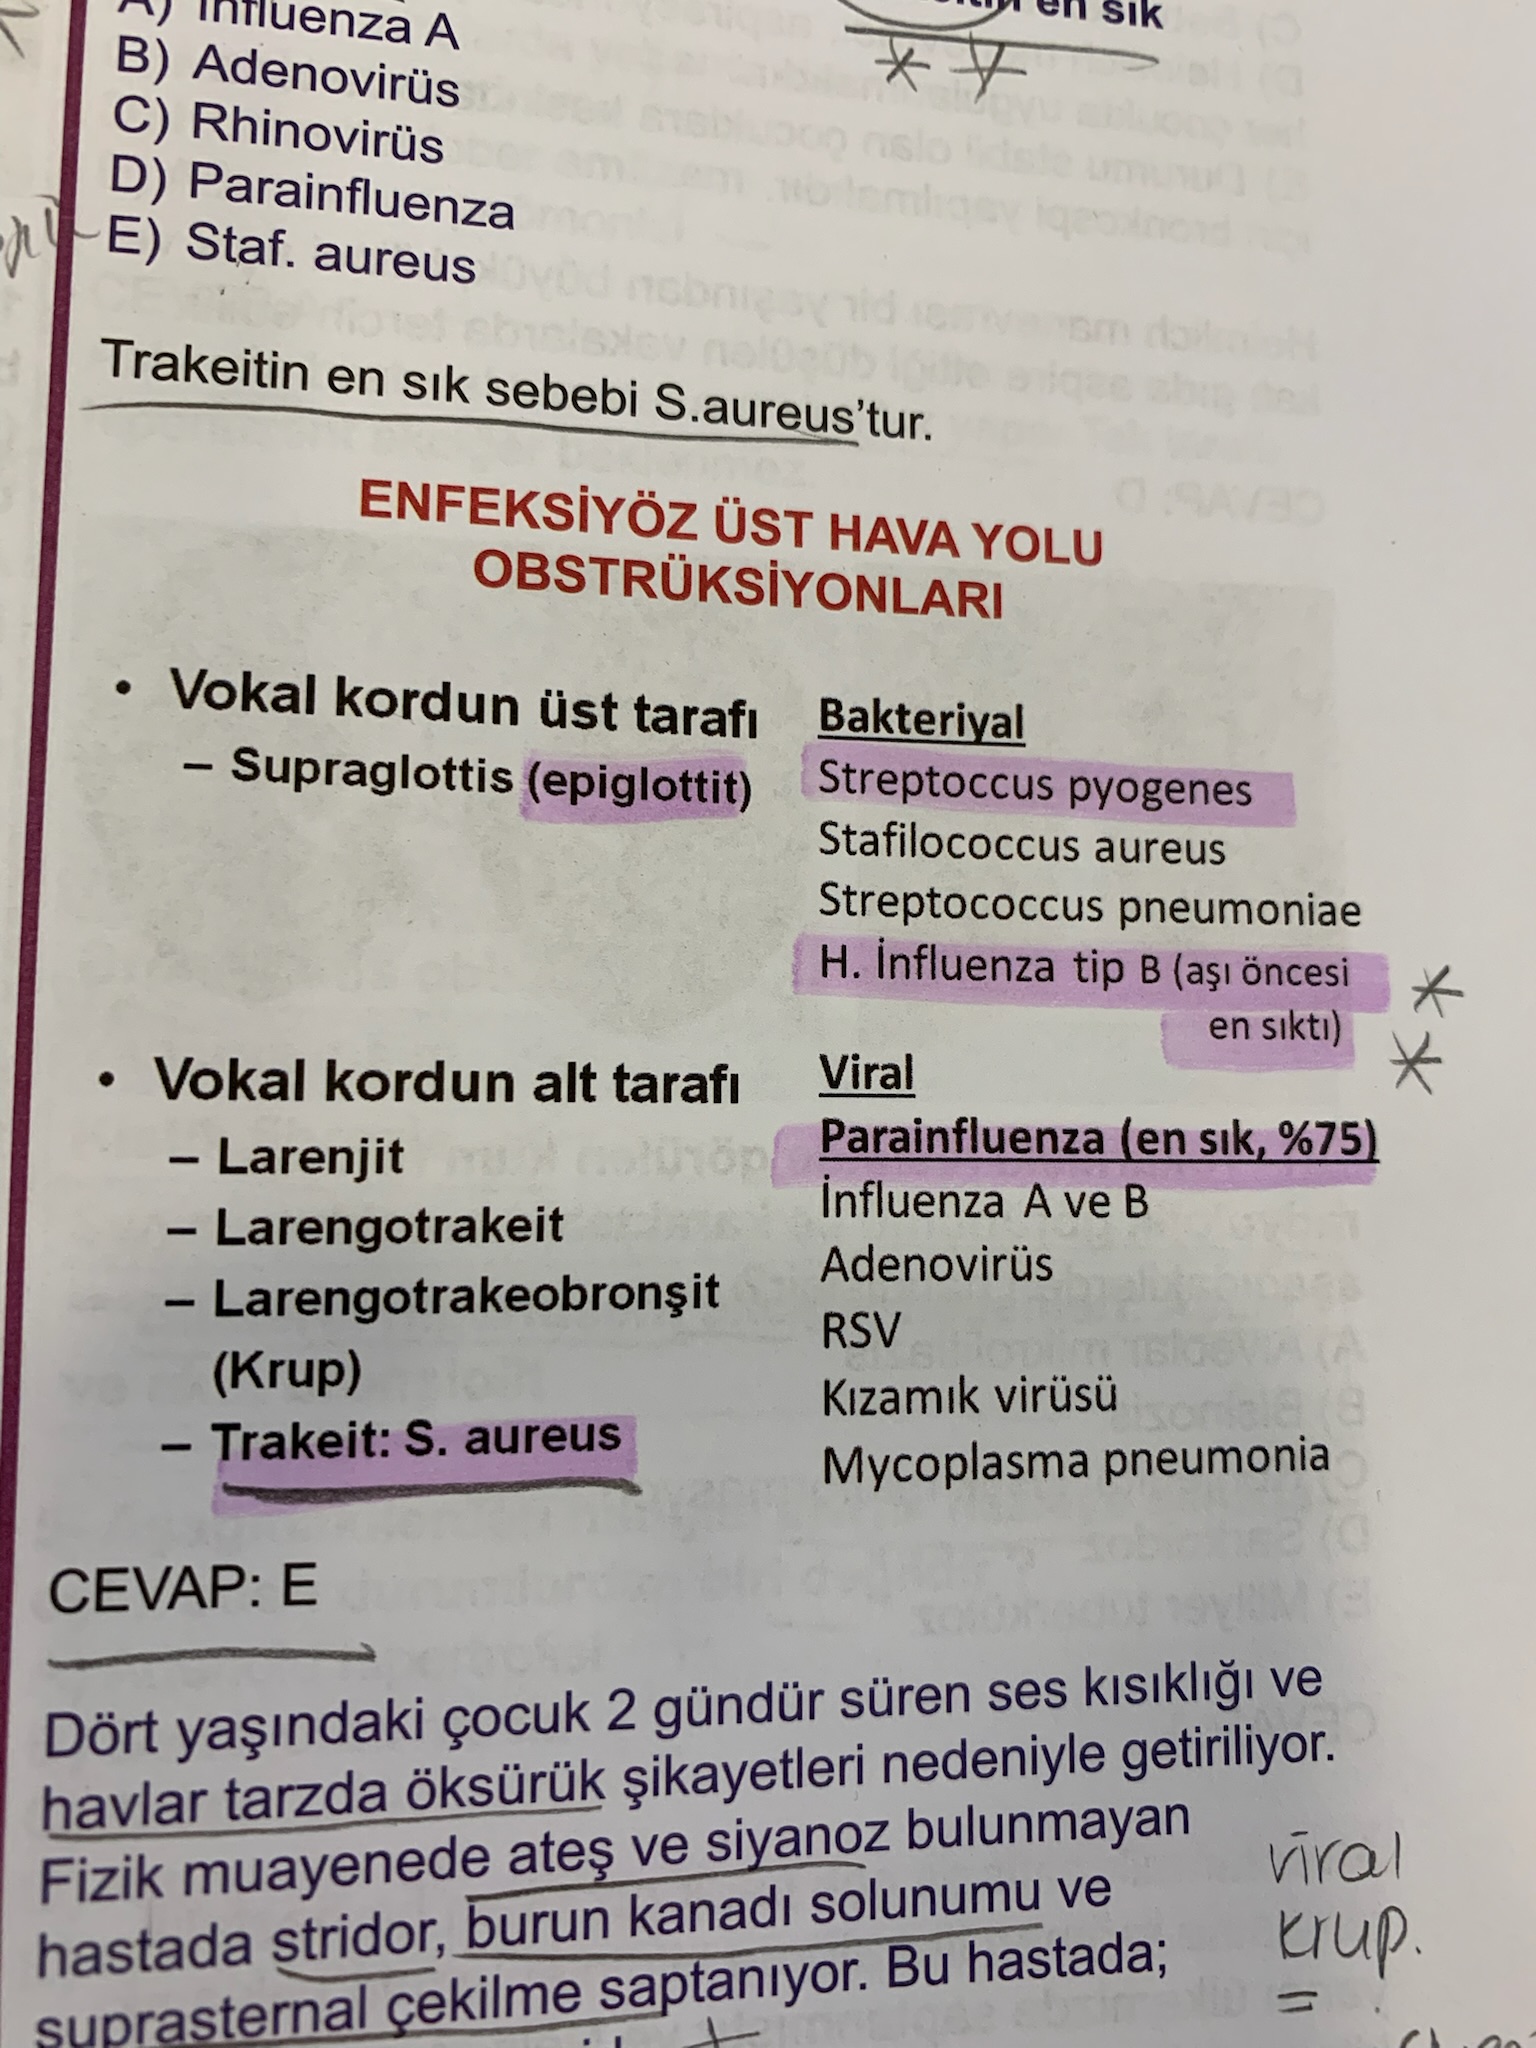 en sık
A) Influenza A
B) Adenovirüs
C) Rhinovirüs
D) Parainfluenza
E) Staf. aureus
Trakeitin en sık sebebi S.aureus’tur.
ENFEKSİYÖZ ÜST HAVA YOLU
OBSTRÜKSİYONLARI
• Vokal kordun üst tarafı
– Supraglottis (epiglottit)
Bakteriyal
Streptoccus pyogenes
Stafilococcus aureus
Streptococcus pneumoniae
H. İnfluenza tip B (aşı öncesi
en sıktı)
• Vokal kordun alt tarafı
– Larenjit
– Larengotrakeit
– Larengotrakeobronşit
(Krup)
– Trakeit: S. aureus
Viral
Parainfluenza (en sık, %75)
İnfluenza A ve B
Adenovirüs
RSV
Kızamık virüsü
Mycoplasma pneumonia
CEVAP: E
Dört yaşındaki çocuk 2 gündür süren ses kısıklığı ve
havlar tarzda öksürük şikayetleri nedeniyle getiriliyor.
Fizik muayenede ateş ve siyanoz bulunmayan
hastada stridor, burun kanadı solunumu ve
suprasternal çekilme saptanıyor. Bu hastada;
viral
krup.